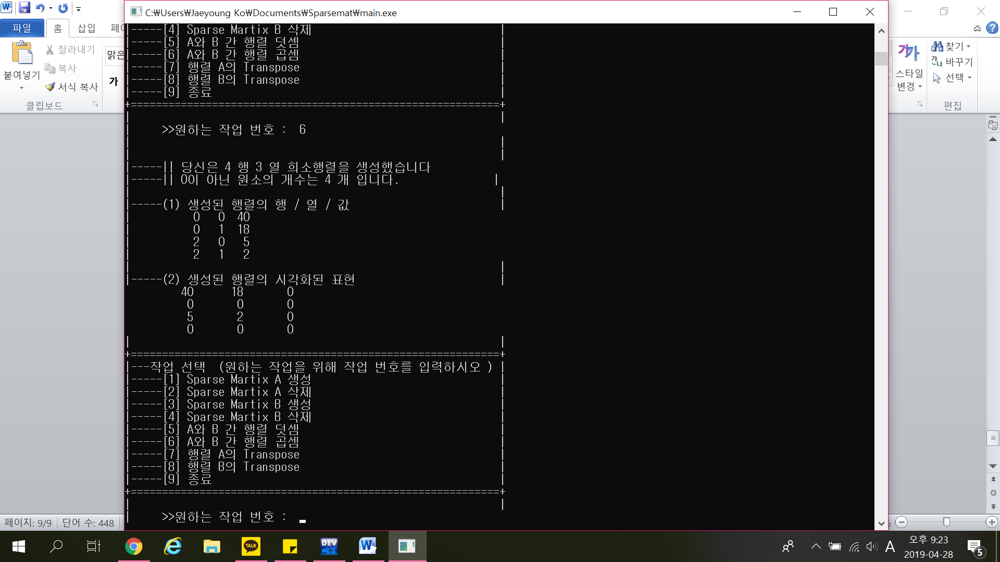 C:\Users\Jaeyoung Ko\Documents\Sparsemat\main.exe
파일 홈 삽입 페이
붙여넣기
잘라내기
복사
서식 복사
클립보드
맑은
가
가가
스타일
변경
찾기
바꾸기
선택
편집
|-----[4] Sparse Martix B 삭제 |
|-----[5] A와 B 간 행렬 덧셈 |
|-----[6] A와 B 간 행렬 곱셈 |
|-----[7] 행렬 A의 Transpose |
|-----[8] 행렬 B의 Transpose |
|-----[9] 종료 |
+===========================================================+
| |
| >>원하는 작업 번호 : 6
| |
| |
|-----|| 당신은 4 행 3 열 희소행렬을 생성했습니다
|-----|| 0이 아닌 원소의 개수는 4 개 입니다. |
| |
|-----(1) 생성된 행렬의 행 / 열 / 값 |
| 0 0 40
| 0 1 18
| 2 0 5
| 2 1 2
| |
|-----(2) 생성된 행렬의 시각화된 표현 |
40 18 0
0 0 0
5 2 0
0 0 0
| |
+===========================================================+
|---작업 선택 (원하는 작업을 위해 작업 번호를 입력하시오 ) |
|-----[1] Sparse Martix A 생성 |
|-----[2] Sparse Martix A 삭제 |
|-----[3] Sparse Martix B 생성 |
|-----[4] Sparse Martix B 삭제 |
|-----[5] A와 B 간 행렬 덧셈 |
|-----[6] A와 B 간 행렬 곱셈 |
|-----[7] 행렬 A의 Transpose |
|-----[8] 행렬 B의 Transpose |
|-----[9] 종료 |
+===========================================================+
| |
| >>원하는 작업 번호 :
페이지: 9/9 단어 수: 448
TALK
DEV C++
W
A
오후 9:23
2019-04-28
5